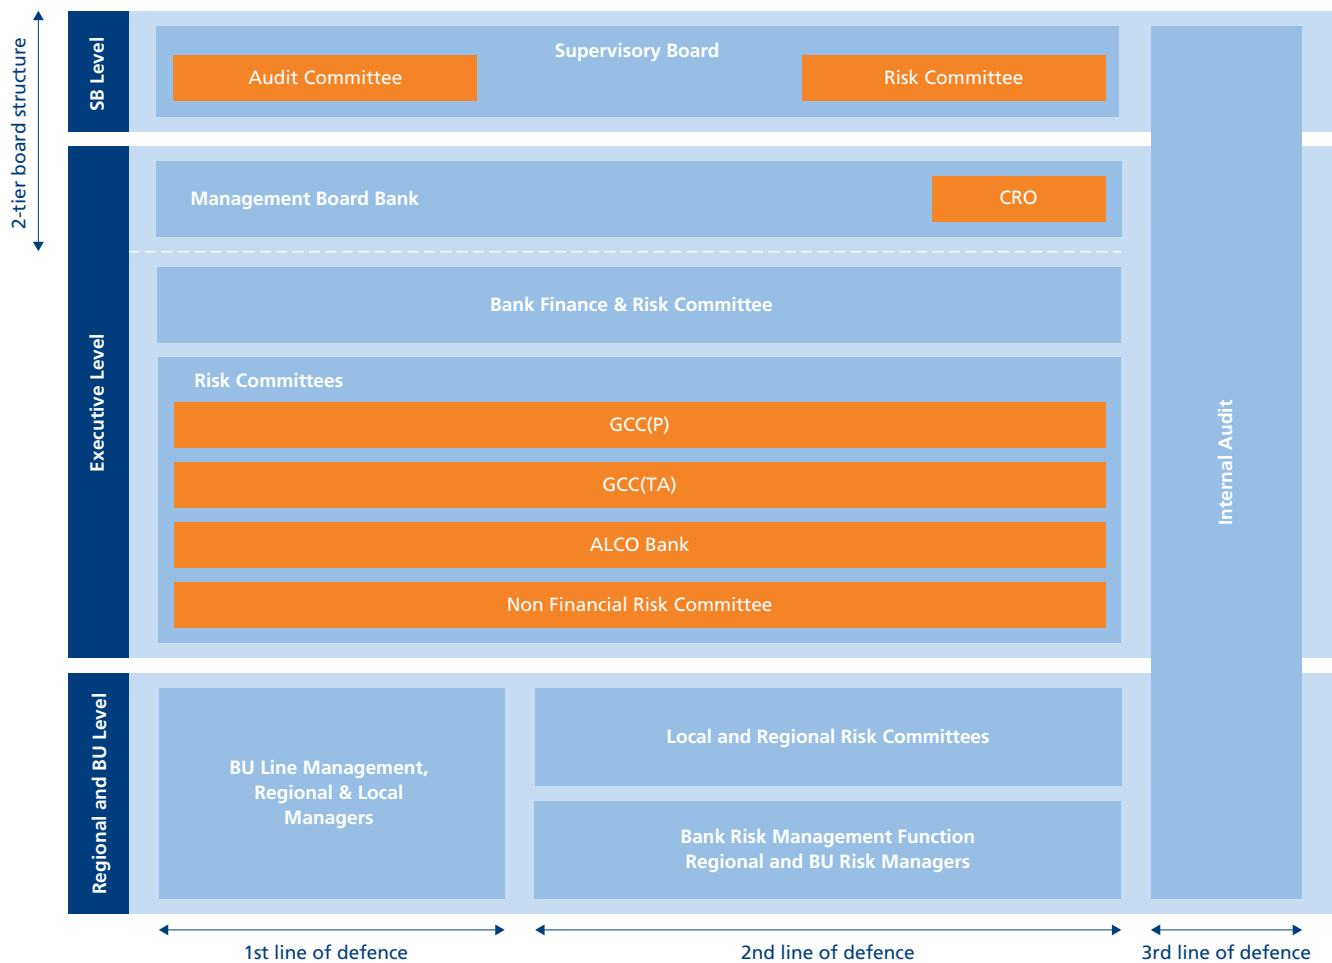 2-tier board structure
SB Level
Supervisory Board
Audit Committee
Risk Committee
Executive Level
Management Board Bank
CRO
Bank Finance & Risk Committee
Risk Committees
GCC(P)
GCC(TA)
ALCO Bank
Non Financial Risk Committee
Internal Audit
Regional and BU Level
BU Line Management,
Regional & Local
Managers
Local and Regional Risk Committees
Bank Risk Management Function
Regional and BU Risk Managers
1st line of defence
2nd line of defence
3rd line of defence